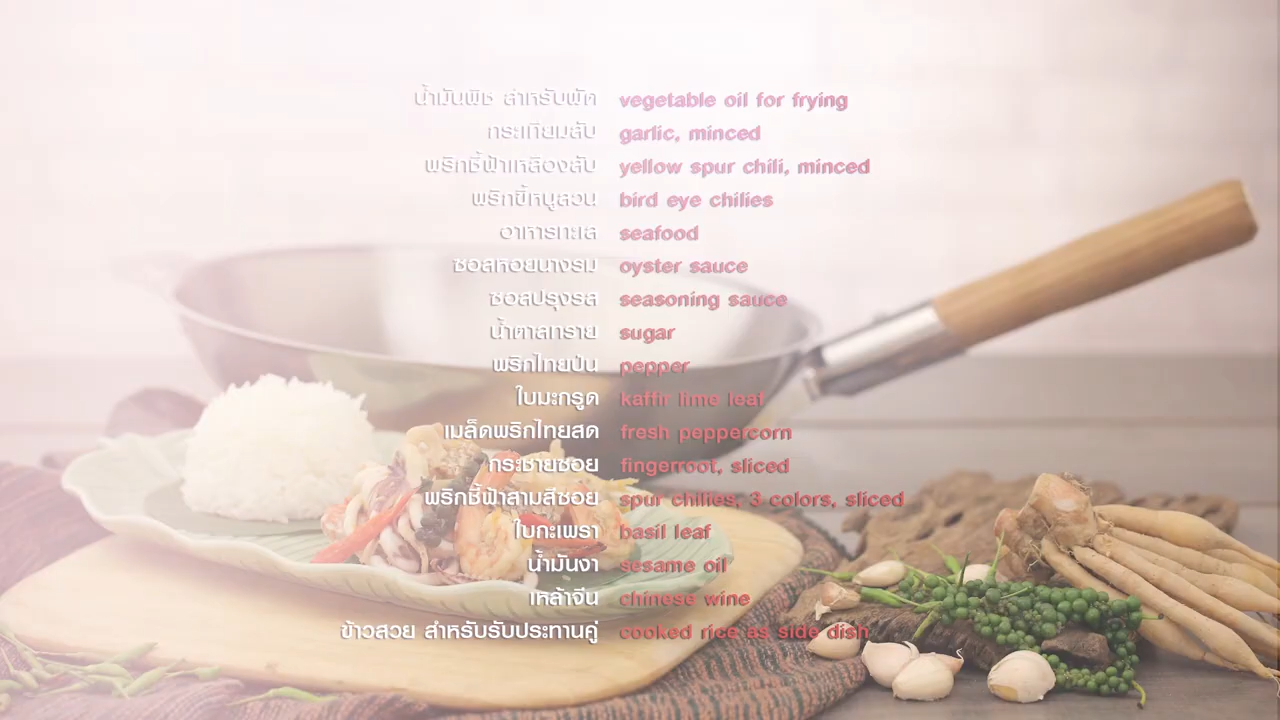 น้ำมันพืช สำหรับผัด vegetable oil for frying
กระเทียมสับ garlic, minced
พริกชี้ฟ้าเหลืองสับ yellow spur chili, minced
พริกขี้หนูสวน bird eye chilies
อาหารทะเล seafood
ซอสหอยนางรม oyster sauce
ซอสปรุงรส seasoning sauce
น้ำตาลทราย sugar
พริกไทยป่น pepper
ใบมะกรูด kaffir lime leaf
เมล็ดพริกไทยสด fresh peppercorn
กระชายซอย fingerroot, sliced
พริกชี้ฟ้าสามสีซอย spur chilies, 3 colors, sliced
ใบกะเพรา basil leaf
น้ำมันงา sesame oil
เหล้าจีน chinese wine
ข้าวสวย สำหรับรับประทานคู่ cooked rice as side dish